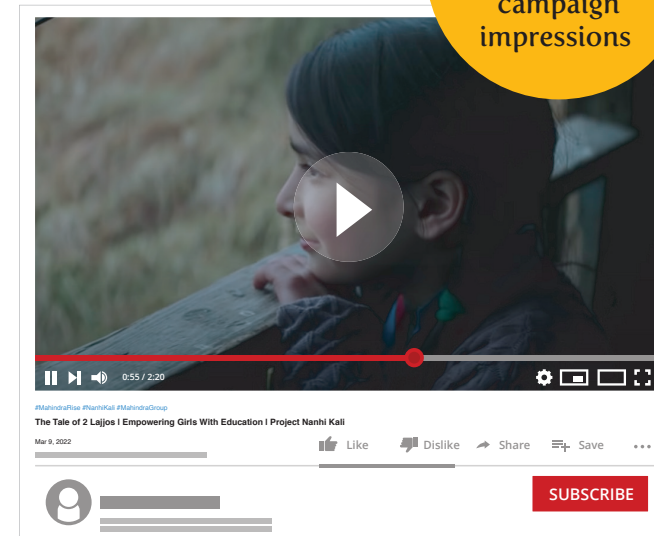 campaign
impressions
0:55 / 2:20
#MahindraRise #NanhiKali #MahindraGroup
The Tale of 2 Lajjos l Empowering Girls With Education l Project Nanhi Kali
Mar 9, 2022
Like Dislike Share Save
SUBSCRIBE